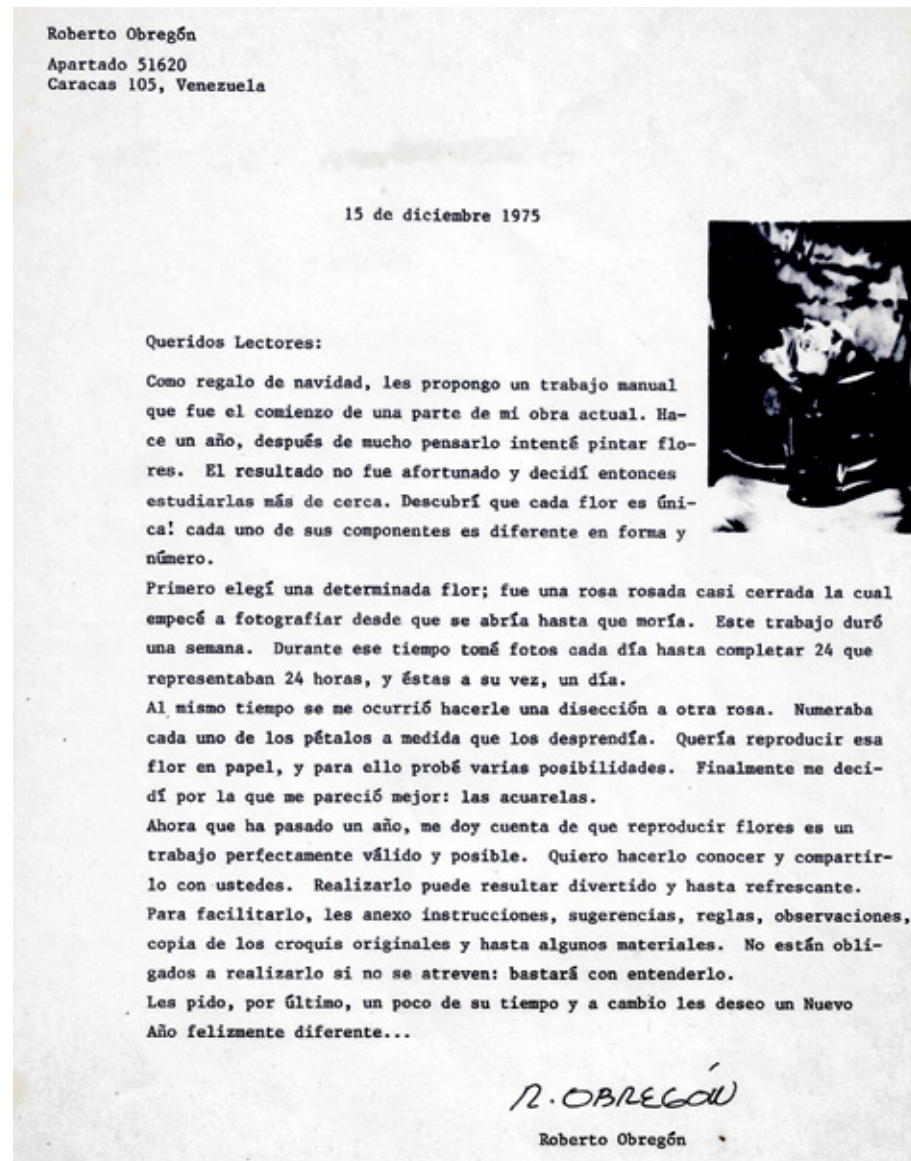 Roberto Obregón
Apartado 51620
Caracas 105, Venezuela
15 de diciembre 1975
Queridos Lectores:
Como regalo de navidad, les propongo un trabajo manual
que fue el comienzo de una parte de mi obra actual. Ha-
ce un año, después de mucho pensarlo intenté pintar flo-
res. El resultado no fue afortunado y decidí entonces
estudiarlas más de cerca. Descubrí que cada flor es úni-
ca! cada uno de sus componentes es diferente en forma y
número.
Primero elegí una determinada flor; fue una rosa rosada casi cerrada la cual
empecé a fotografiar desde que se abría hasta que moría. Este trabajo duró
una semana. Durante ese tiempo tomé fotos cada día hasta completar 24 que
representaban 24 horas, y éstas a su vez, un día.
Al mismo tiempo se me ocurrió hacerle una disección a otra rosa. Numeraba
cada uno de los pétalos a medida que los desprendía. Quería reproducir esa
flor en papel, y para ello probé varias posibilidades. Finalmente me deci-
dí por la que me pareció mejor: las acuarelas.
Ahora que ha pasado un año, me doy cuenta de que reproducir flores es un
trabajo perfectamente válido y posible. Quiero hacerlo conocer y compartir-
lo con ustedes. Realizarlo puede resultar divertido y hasta refrescante.
Para facilitarlo, les anexo instrucciones, sugerencias, reglas, observaciones,
copia de los croquis originales y hasta algunos materiales. No están obli-
gados a realizarlo si no se atreven: bastará con entenderlo.
Les pido, por último, un poco de su tiempo y a cambio les deseo un Nuevo
Año felizmente diferente...
R. OBREGÓN
Roberto Obregón